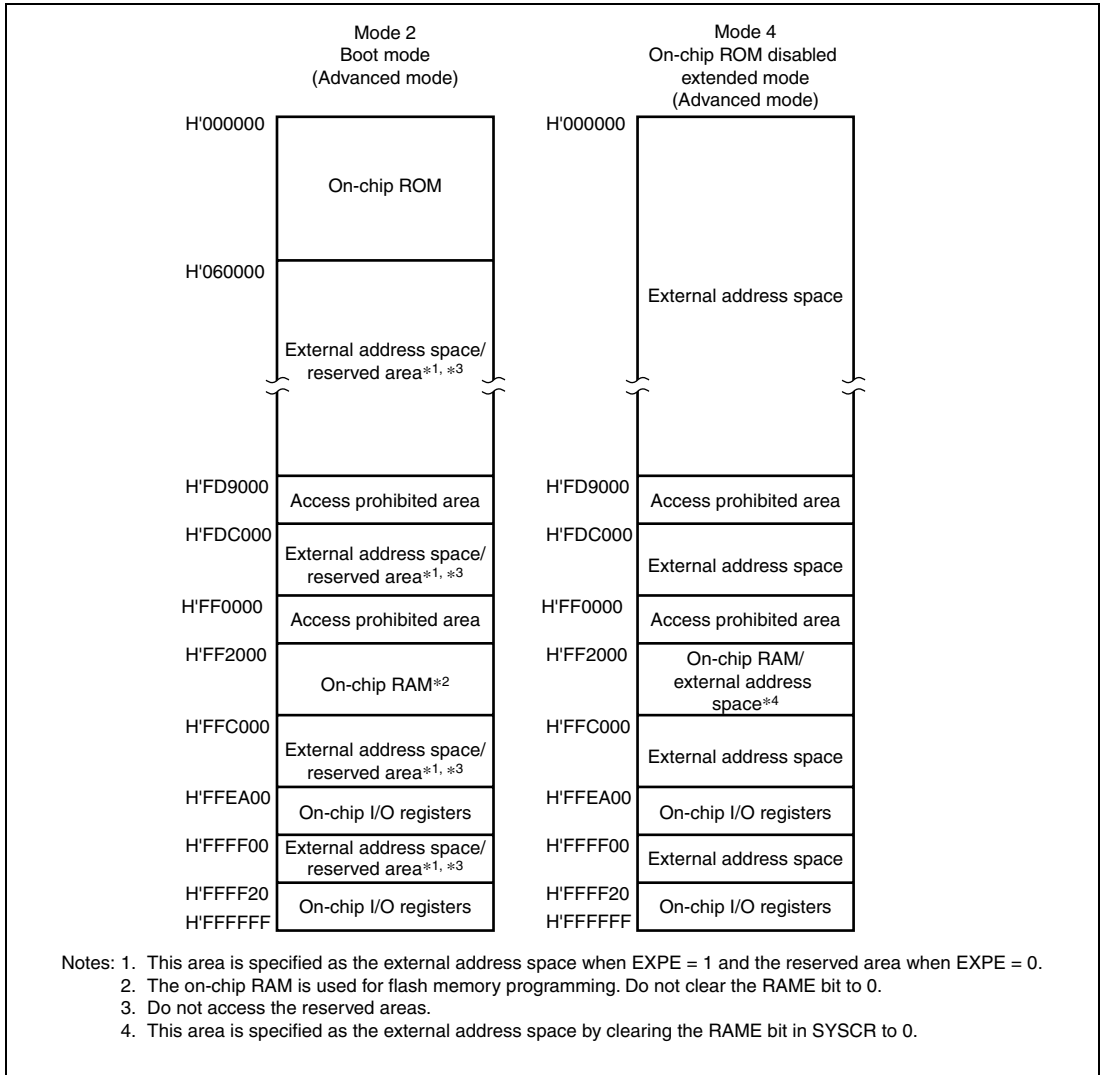 Mode 2
Boot mode
(Advanced mode)
H'000000
On-chip ROM
H'060000
External address space/
reserved area*1, *3
H'FD9000
Access prohibited area
H'FDC000
External address space/
reserved area*1, *3
H'FF0000
Access prohibited area
H'FF2000
On-chip RAM*2
H'FFC000
External address space/
reserved area*1, *3
H'FFEA00
On-chip I/O registers
H'FFFF00
External address space/
reserved area*1, *3
H'FFFF20
On-chip I/O registers
H'FFFFFF
Mode 4
On-chip ROM disabled
extended mode
(Advanced mode)
H'000000
External address space
H'FD9000
Access prohibited area
H'FDC000
External address space
H'FF0000
Access prohibited area
H'FF2000
On-chip RAM/
external address
space*4
H'FFC000
External address space
H'FFEA00
On-chip I/O registers
H'FFFF00
External address space
H'FFFF20
On-chip I/O registers
H'FFFFFF
Notes: 1. This area is specified as the external address space when EXPE = 1 and the reserved area when EXPE = 0.
2. The on-chip RAM is used for flash memory programming. Do not clear the RAME bit to 0.
3. Do not access the reserved areas.
4. This area is specified as the external address space by clearing the RAME bit in SYSCR to 0.